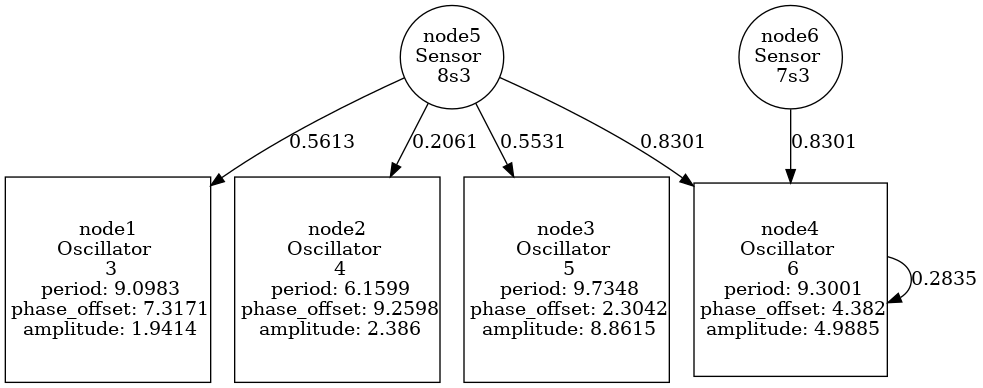 node5
Sensor
8s3
node6
Sensor
7s3
0.5613
0.2061
0.5531
0.8301
0.8301
node1
Oscillator
3
period: 9.0983
phase_offset: 7.3171
amplitude: 1.9414
node2
Oscillator
4
period: 6.1599
phase_offset: 9.2598
amplitude: 2.386
node3
Oscillator
5
period: 9.7348
phase_offset: 2.3042
amplitude: 8.8615
node4
Oscillator
6
period: 9.3001
phase_offset: 4.382
amplitude: 4.9885
0.2835